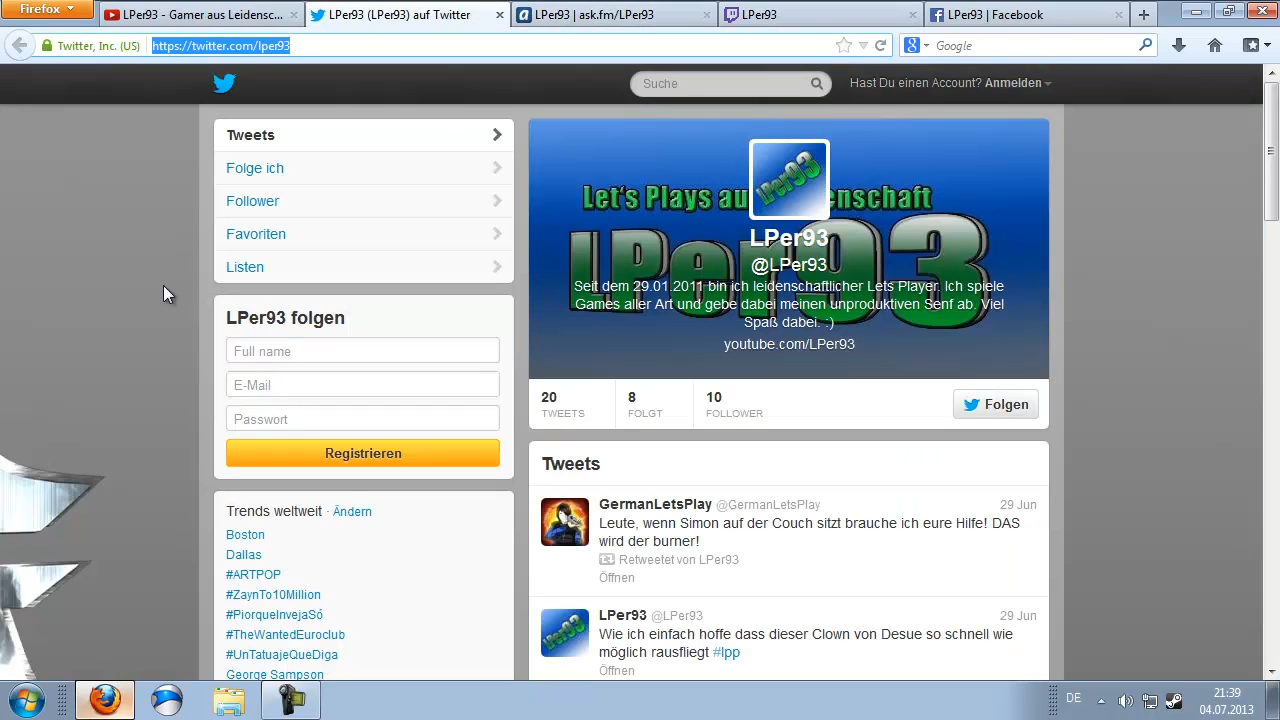 Firefox
LPer93 - Gamer aus Leidensc...
LPer93 (LPer93) auf Twitter
LPer93 | ask.fm/LPer93
LPer93
LPer93 | Facebook
Twitter, Inc. (US)
https://twitter.com/lper93
Google
Suche
Hast Du einen Account? Anmelden
Tweets
Folge ich
Follower
Favoriten
Listen
LPer93 folgen
Full name
E-Mail
Passwort
Registrieren
Trends weltweit · Ändern
Boston
Dallas
#ARTPOP
#ZaynTo10Million
#PiorqueInvejaSó
#TheWantedEuroclub
#UnTatuajeQueDiga
George Sampson
Let's Plays au enschaft
LPer93
LPer93
LPer93
@LPer93
Seit dem 29.01.2011 bin ich leidenschaftlicher Lets Player. Ich spiele
Games aller Art und gebe dabei meinen unproduktiven Senf ab. Viel
Spaß dabei. :)
youtube.com/LPer93
20
TWEETS
8
FOLGT
10
FOLLOWER
Folgen
Tweets
GermanLetsPlay @GermanLetsPlay 29 Jun
Leute, wenn Simon auf der Couch sitzt brauche ich eure Hilfe! DAS
wird der burner!
Retweetet von LPer93
Öffnen
LPer93
LPer93 @LPer93 29 Jun
Wie ich einfach hoffe dass dieser Clown von Desue so schnell wie
möglich rausfliegt #lpp
Öffnen
DE
21:39
04.07.2013